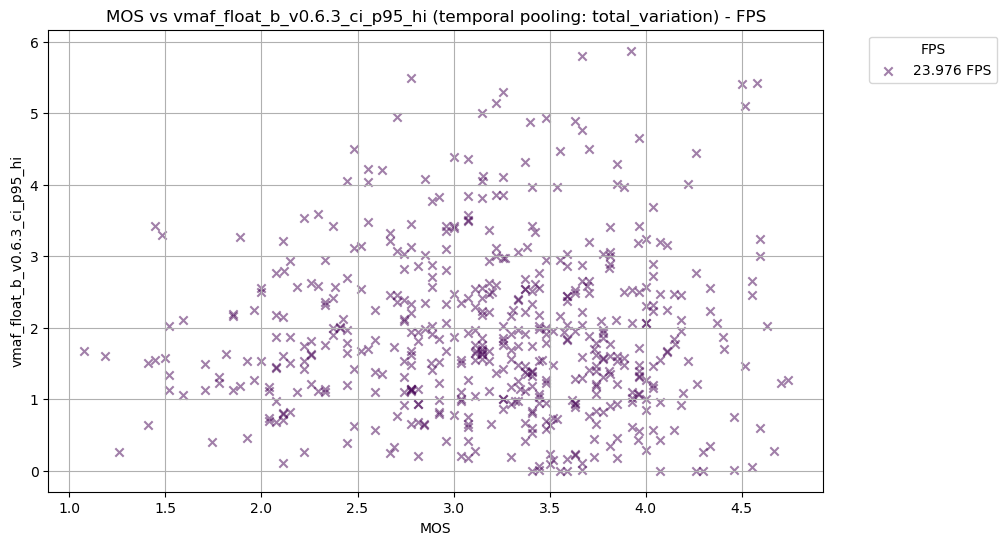 MOS vs vmaf_float_b_v0.6.3_ci_p95_hi (temporal pooling: total_variation) - FPS
FPS
23.976 FPS
vmaf_float_b_v0.6.3_ci_p95_hi
6
5
4
3
2
1
0
1.0 1.5 2.0 2.5 3.0 3.5 4.0 4.5
MOS